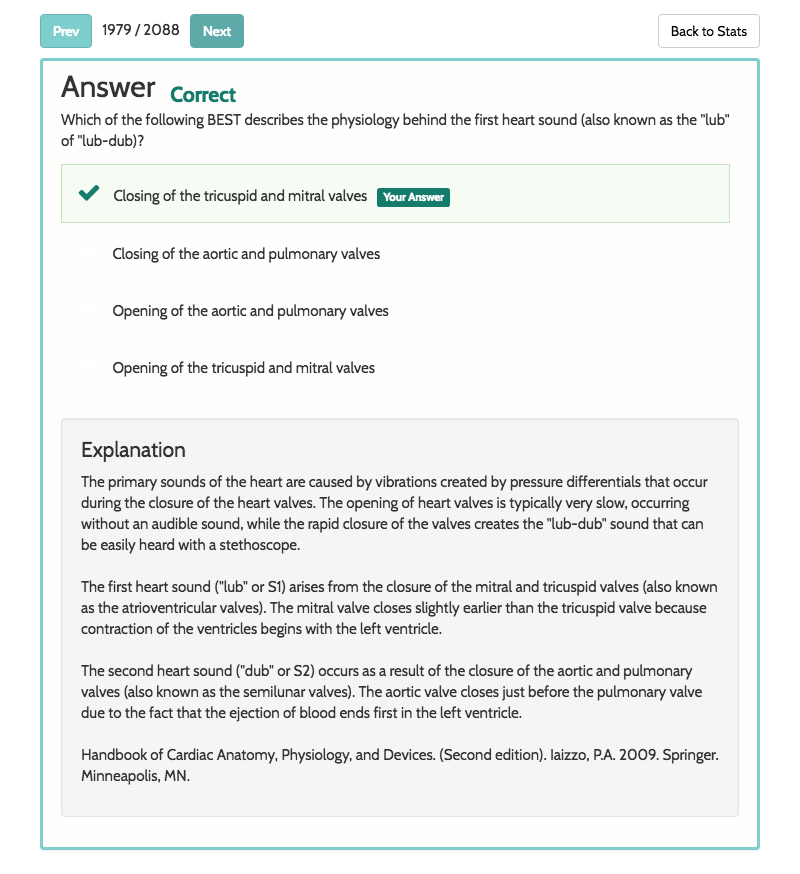 Prev 1979 / 2088 Next Back to Stats
Answer Correct
Which of the following BEST describes the physiology behind the first heart sound (also known as the "lub"
of "lub-dub)?
Closing of the tricuspid and mitral valves Your Answer
Closing of the aortic and pulmonary valves
Opening of the aortic and pulmonary valves
Opening of the tricuspid and mitral valves
Explanation
The primary sounds of the heart are caused by vibrations created by pressure differentials that occur
during the closure of the heart valves. The opening of heart valves is typically very slow, occurring
without an audible sound, while the rapid closure of the valves creates the "lub-dub" sound that can
be easily heard with a stethoscope.
The first heart sound ("lub" or S1) arises from the closure of the mitral and tricuspid valves (also known
as the atrioventricular valves). The mitral valve closes slightly earlier than the tricuspid valve because
contraction of the ventricles begins with the left ventricle.
The second heart sound ("dub" or S2) occurs as a result of the closure of the aortic and pulmonary
valves (also known as the semilunar valves). The aortic valve closes just before the pulmonary valve
due to the fact that the ejection of blood ends first in the left ventricle.
Handbook of Cardiac Anatomy, Physiology, and Devices. (Second edition). Iaizzo, P.A. 2009. Springer.
Minneapolis, MN.